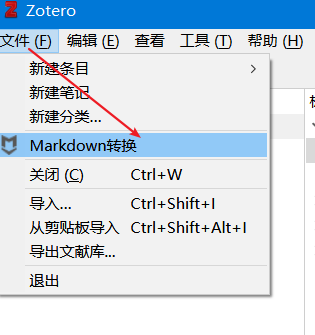 Zotero
文件 (F) 编辑 (E) 查看 工具 (T) 帮助 (H)
新建条目
新建笔记
新建分类...
Markdown转换
关闭 (C) Ctrl+W
导入... Ctrl+Shift+I
从剪贴板导入 Ctrl+Shift+Alt+I
导出文献库...
退出